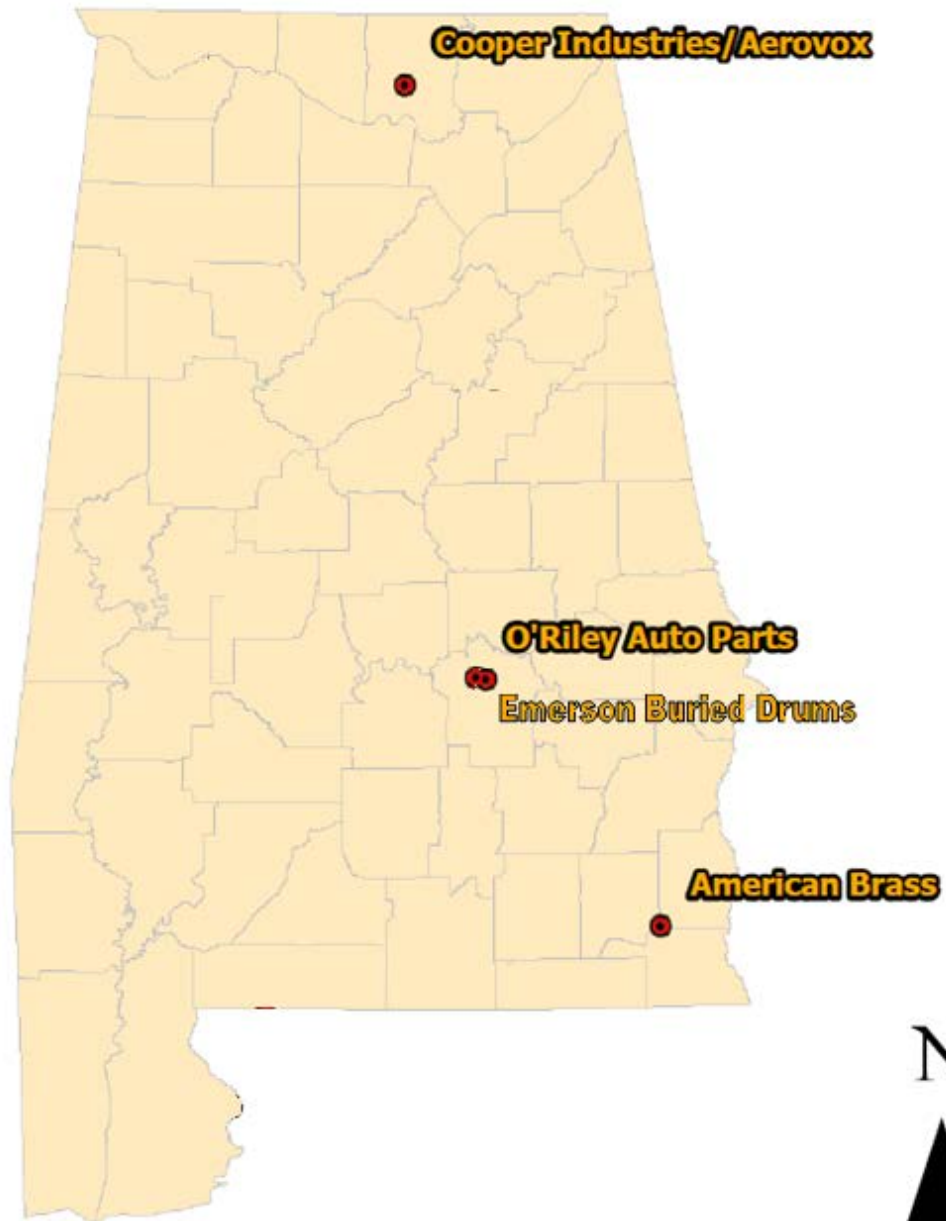 Cooper Industries/Aerovox
O'Riley Auto Parts
Emerson Buried Drums
American Brass
N